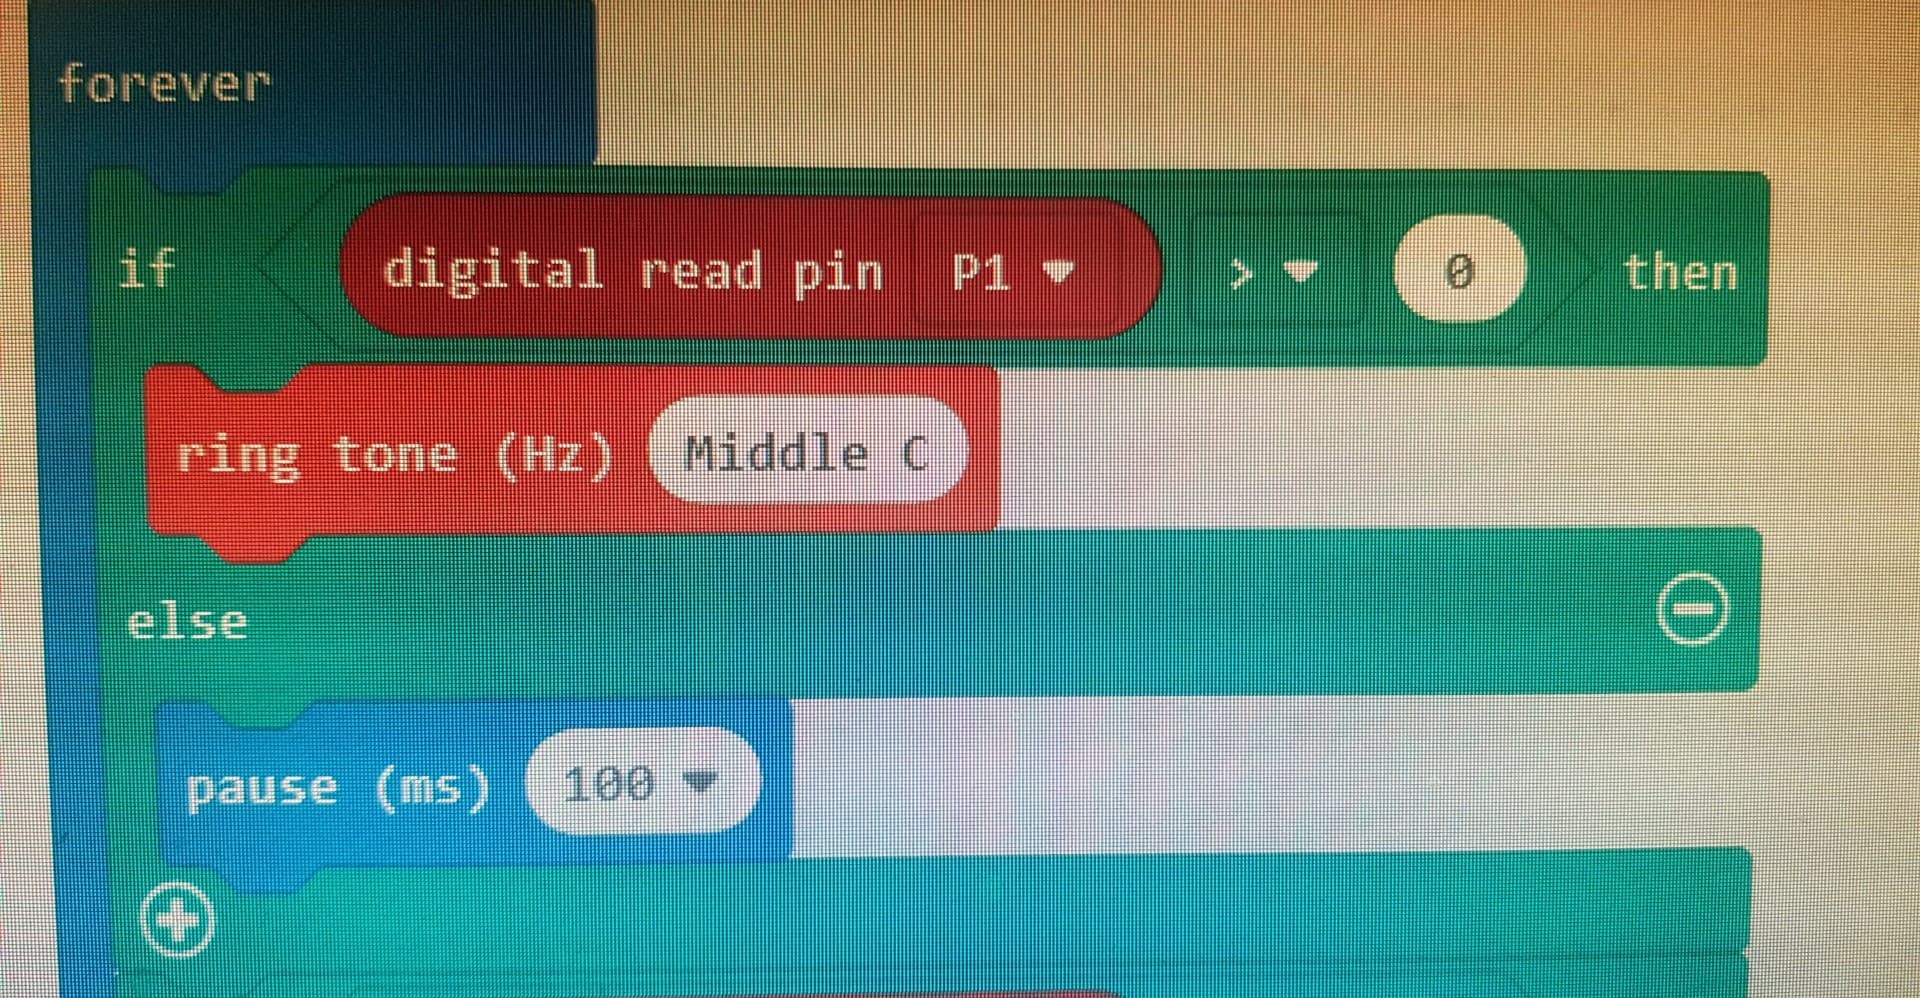 forever
if digital read pin P1 > 0 then
ring tone (Hz) Middle C
else
pause (ms) 100